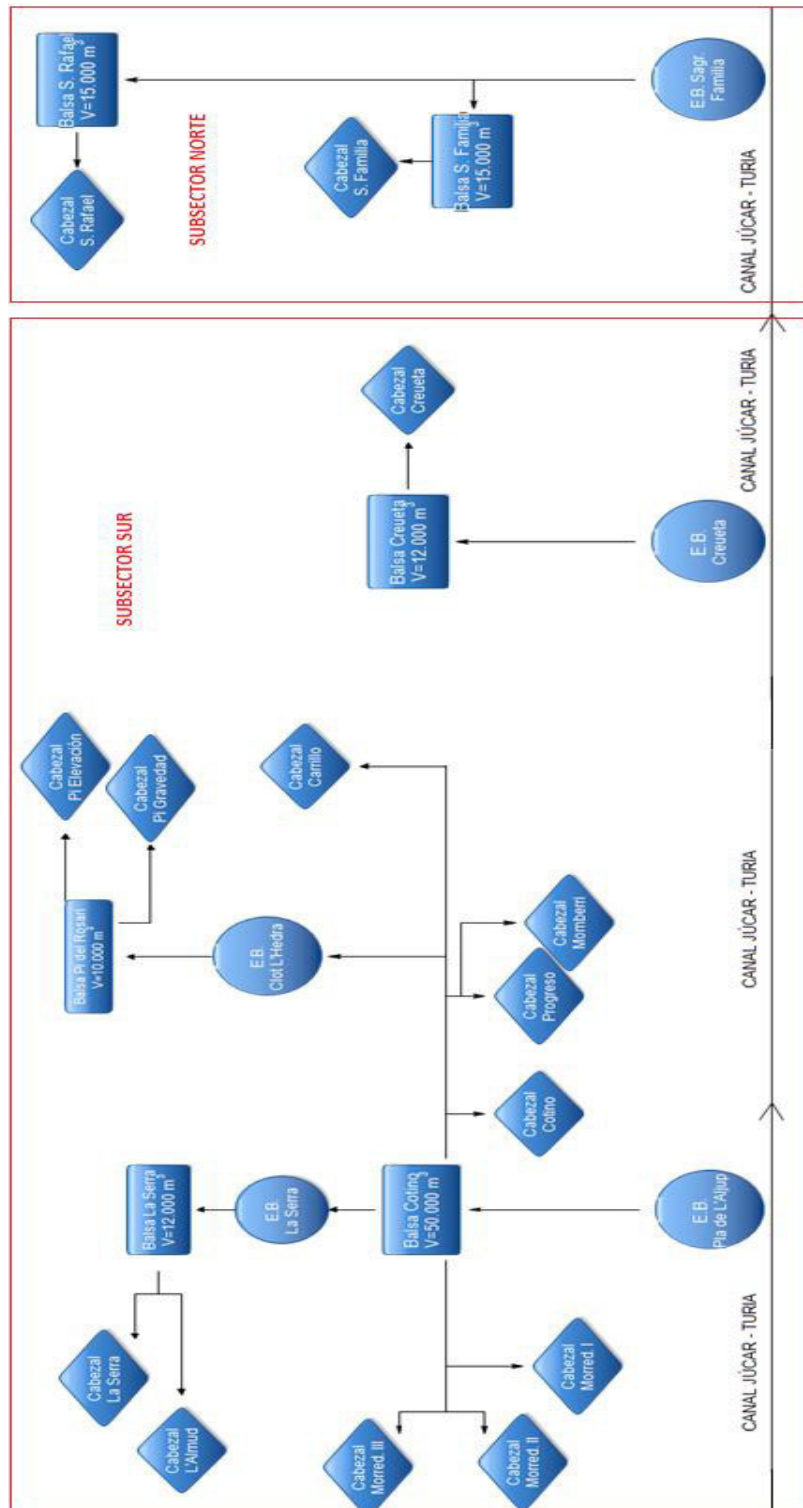 SUBSECTOR NORTE
Balsa S. Rafael
V=15.000 m3
Cabezal
S. Rafael
Cabezal
S. Familia
Balsa S. Familia
V=15.000 m3
E.B. Sagr.
Familia
CANAL JÚCAR - TURIA
SUBSECTOR SUR
Cabezal
La Serra
Cabezal
L'Almud
Balsa La Serra
V=12.000 m3
E.B.
La Serra
Cabezal
Morred. III
Cabezal
Morred. II
Cabezal
Morred. I
Balsa Cotino
V=50.000 m3
E.B.
Pla de L'Aljup
Cabezal
Cotino
Cabezal
Progreso
Cabezal
Momberri
Balsa Pi del Rosari
V=10.000 m3
Cabezal
Pi Elevación
Cabezal
Pi Gravedad
E.B.
Clot L'Hedra
Cabezal
Carrillo
Balsa Creueta
V=12.000 m3
Cabezal
Creueta
E.B.
Creueta
CANAL JÚCAR - TURIA
CANAL JÚCAR - TURIA
CANAL JÚCAR - TURIA